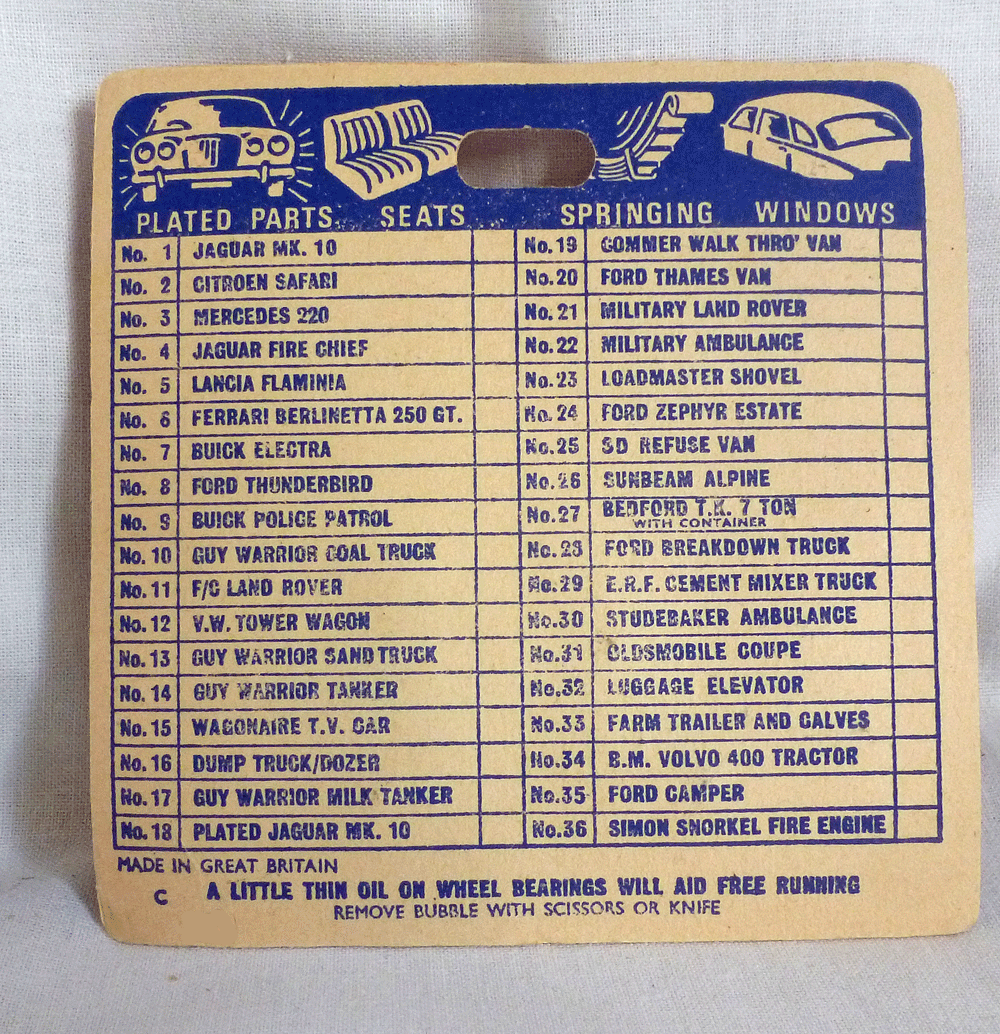 PLATED PARTS SEATS SPRINGING WINDOWS
No. 1 JAGUAR MK. 10
No. 2 CITROEN SAFARI
No. 3 MERCEDES 220
No. 4 JAGUAR FIRE CHIEF
No. 5 LANCIA FLAMINIA
No. 6 FERRARI BERLINETTA 250 GT.
No. 7 BUICK ELECTRA
No. 8 FORD THUNDERBIRD
No. 9 BUICK POLICE PATROL
No. 10 GUY WARRIOR COAL TRUCK
No. 11 F/C LAND ROVER
No. 12 V.W. TOWER WAGON
No. 13 GUY WARRIOR SAND TRUCK
No. 14 GUY WARRIOR TANKER
No. 15 WAGONAIRE T.V. CAR
No. 16 DUMP TRUCK/DOZER
No. 17 GUY WARRIOR MILK TANKER
No. 18 PLATED JAGUAR MK. 10
No. 19 COMMER WALK THRO' VAN
No. 20 FORD THAMES VAN
No. 21 MILITARY LAND ROVER
No. 22 MILITARY AMBULANCE
No. 23 LOADMASTER SHOVEL
No. 24 FORD ZEPHYR ESTATE
No. 25 SD REFUSE VAN
No. 26 SUNBEAM ALPINE
No. 27 BEDFORD T.K. 7 TON
WITH CONTAINER
No. 28 FORD BREAKDOWN TRUCK
No. 29 E.R.F. CEMENT MIXER TRUCK
No. 30 STUDEBAKER AMBULANCE
No. 31 OLDSMOBILE COUPE
No. 32 LUGGAGE ELEVATOR
No. 33 FARM TRAILER AND CALVES
No. 34 B.M. VOLVO 400 TRACTOR
No. 35 FORD CAMPER
No. 36 SIMON SNORKEL FIRE ENGINE
MADE IN GREAT BRITAIN
C A LITTLE THIN OIL ON WHEEL BEARINGS WILL AID FREE RUNNING
REMOVE BUBBLE WITH SCISSORS OR KNIFE